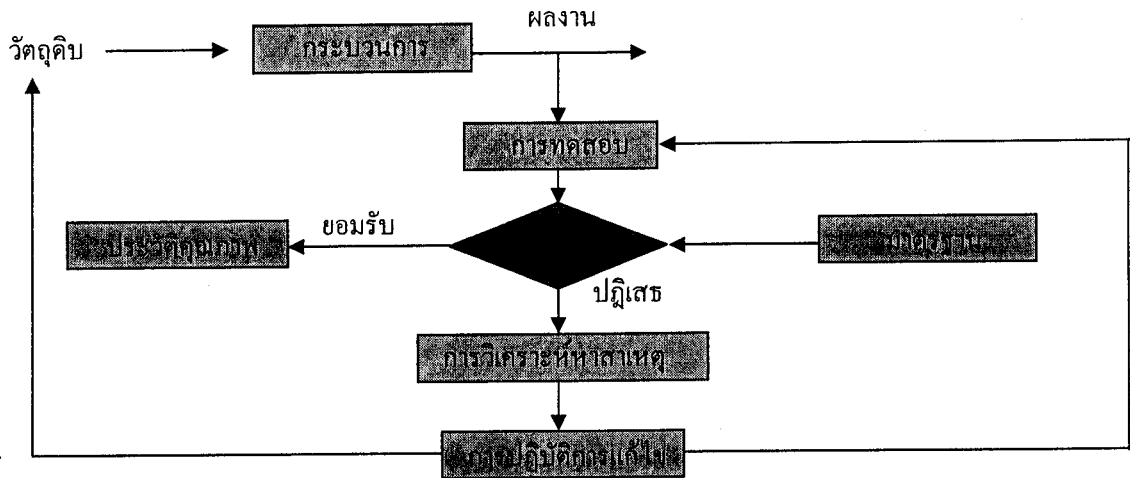 ผลงาน
วัตถุดิบ
กระบวนการ
การทดสอบ
ยอมรับ
ประวัติคุณภาพ
มาตรฐาน
ปฎิเสธ
การวิเคราะห์หาสาเหตุ
การปฏิบัติการแก้ไข